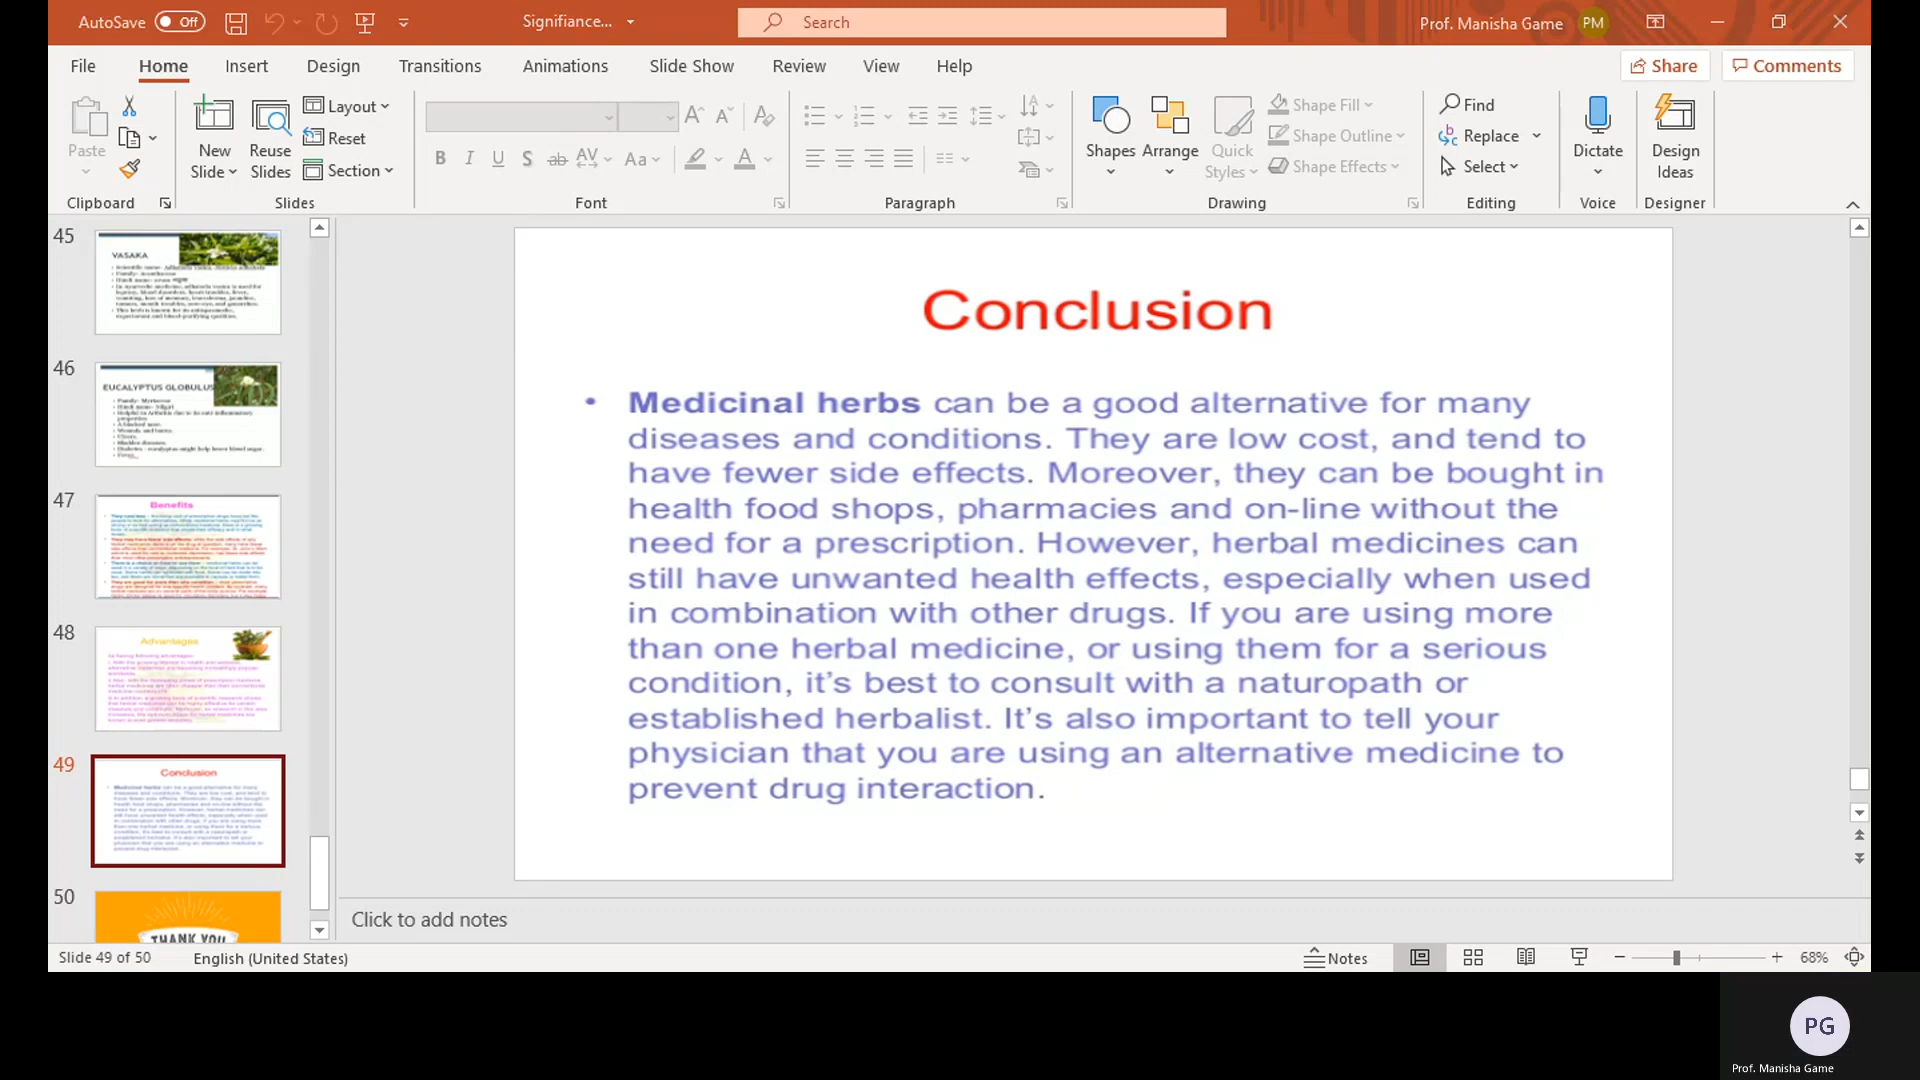 AutoSave Off Signifiance... Search Prof. Manisha Game PM
File Home Insert Design Transitions Animations Slide Show Review View Help Share Comments
Paste
New Slide
Reuse Slides
Layout
Reset
Section
B I U S ab AV Aa A
Shapes Arrange Quick Styles
Shape Fill
Shape Outline
Shape Effects
Find
Replace
Select
Dictate
Design Ideas
Clipboard Slides Font Paragraph Drawing Editing Voice Designer
45
VASAKA
46
EUCALYPTUS GLOBULUS
47
Benefits
48
Advantages
49
Conclusion
50
THANK YOU
Conclusion
• Medicinal herbs can be a good alternative for many
diseases and conditions. They are low cost, and tend to
have fewer side effects. Moreover, they can be bought in
health food shops, pharmacies and on-line without the
need for a prescription. However, herbal medicines can
still have unwanted health effects, especially when used
in combination with other drugs. If you are using more
than one herbal medicine, or using them for a serious
condition, it's best to consult with a naturopath or
established herbalist. It's also important to tell your
physician that you are using an alternative medicine to
prevent drug interaction.
Click to add notes
Slide 49 of 50 English (United States) Notes 68%
PG
Prof. Manisha Game